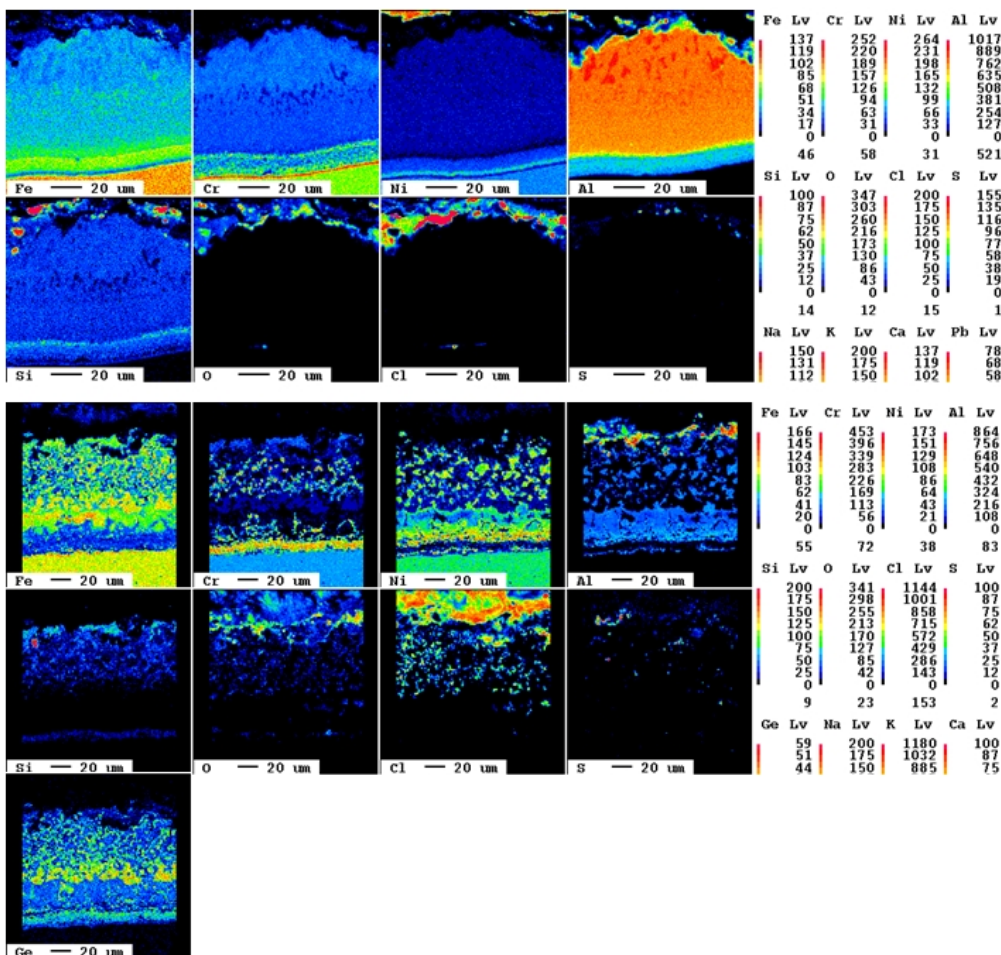 Fe Lv Cr Lv Ni Lv Al Lv
137 252 264 1017
119 220 231 889
102 189 198 762
85 157 165 635
68 126 132 508
51 94 99 381
34 63 66 254
17 31 33 127
0 0 0 0
46 58 31 521
Fe 20 um Cr 20 um Ni 20 um Al 20 um
Si Lv O Lv Cl Lv S Lv
100 347 200 155
87 303 175 135
75 260 150 116
62 216 125 96
50 173 100 77
37 130 75 58
25 86 50 38
12 43 25 19
0 0 0 0
14 12 15 1
Na Lv K Lv Ca Lv Pb Lv
150 200 137 78
131 175 119 68
112 150 102 58
Si 20 um O 20 um Cl 20 um S 20 um
Fe Lv Cr Lv Ni Lv Al Lv
166 453 173 864
145 396 151 756
124 339 129 648
103 283 108 540
83 226 86 432
62 169 64 324
41 113 43 216
20 56 21 108
0 0 0 0
55 72 38 83
Fe 20 um Cr 20 um Ni 20 um Al 20 um
Si Lv O Lv Cl Lv S Lv
200 341 1144 100
175 298 1001 87
150 255 858 75
125 213 715 62
100 170 572 50
75 127 429 37
50 85 286 25
25 42 143 12
0 0 0 0
9 23 153 2
Ge Lv Na Lv K Lv Ca Lv
59 200 1180 100
51 175 1032 87
44 150 885 75
Si 20 um O 20 um Cl 20 um S 20 um
Ge 20 um